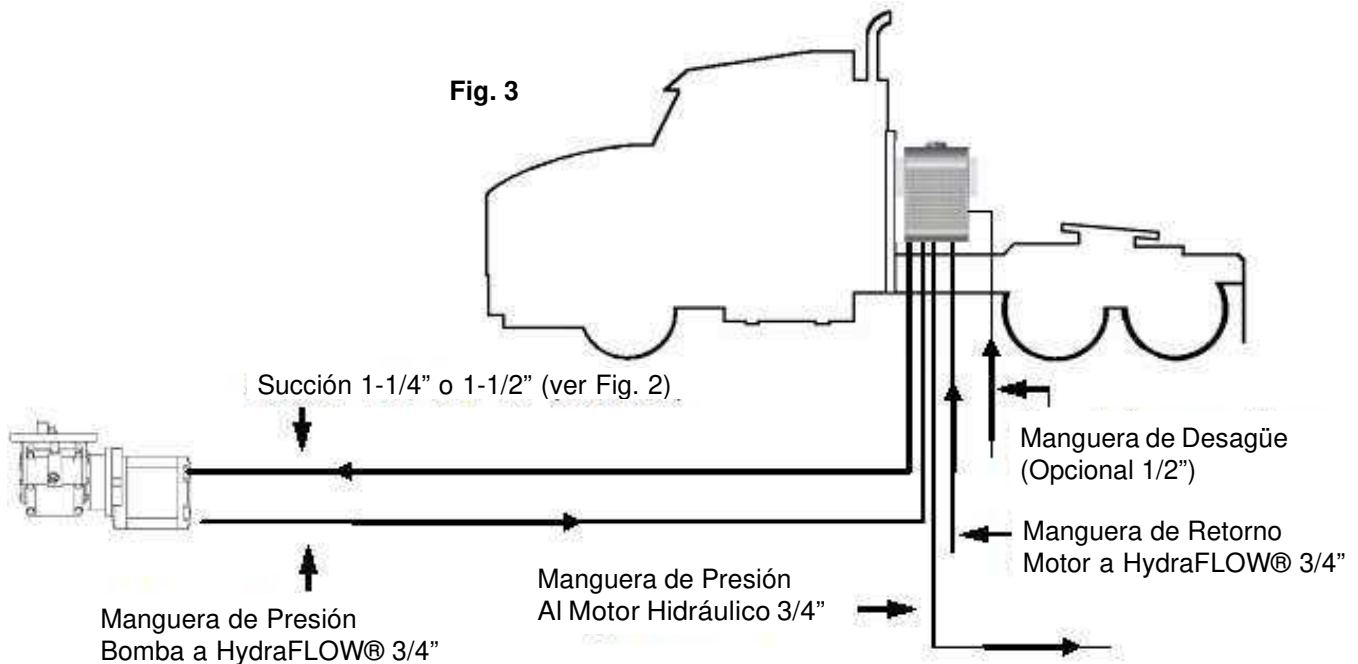 Fig. 3
Succión 1-1/4” o 1-1/2” (ver Fig. 2)
Manguera de Desagüe
(Opcional 1/2”)
Manguera de Retorno
Motor a HydraFLOW® 3/4”
Manguera de Presión
Al Motor Hidráulico 3/4”
Manguera de Presión
Bomba a HydraFLOW® 3/4”